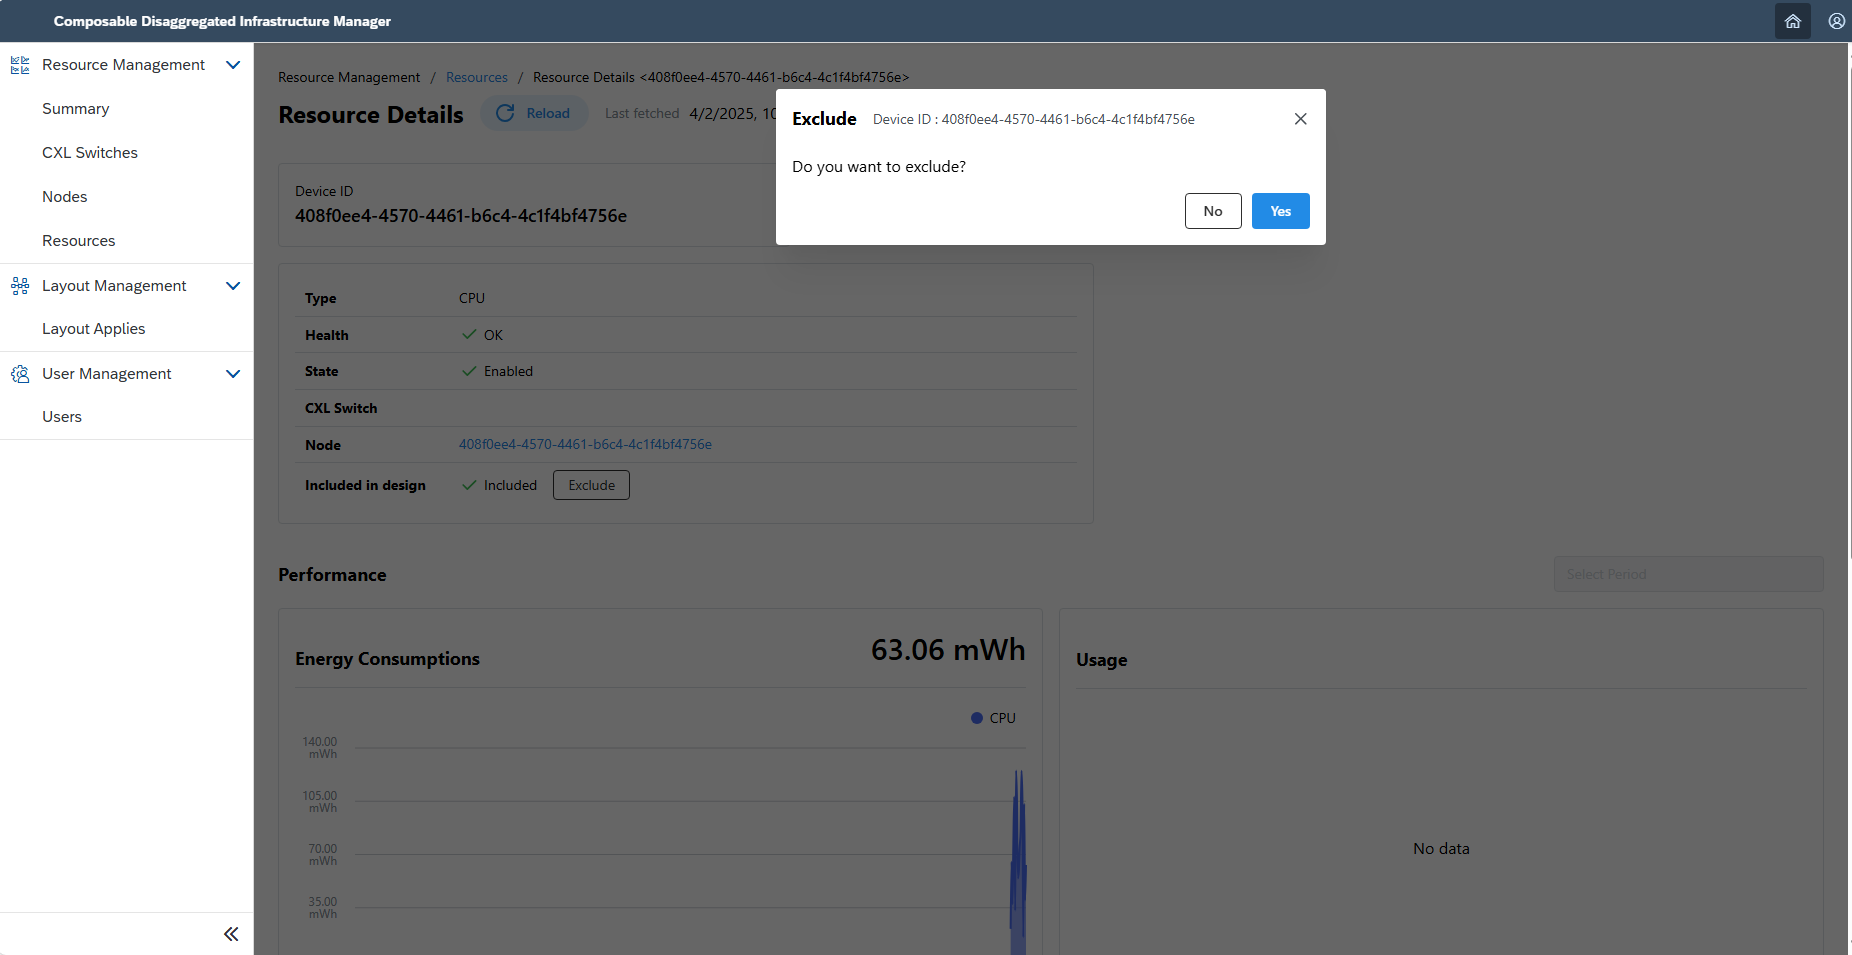 Composable Disaggregated Infrastructure Manager
Resource Management
Summary
CXL Switches
Nodes
Resources
Layout Management
Layout Applies
User Management
Users
Resource Management / Resources / Resource Details <408f0ee4-4570-4461-b6c4-4c1f4bf4756e>
Resource Details Reload Last fetched 4/2/2025, 10
Exclude Device ID : 408f0ee4-4570-4461-b6c4-4c1f4bf4756e
Do you want to exclude?
No Yes
Device ID
408f0ee4-4570-4461-b6c4-4c1f4bf4756e
Type CPU
Health OK
State Enabled
CXL Switch
Node 408f0ee4-4570-4461-b6c4-4c1f4bf4756e
Included in design Included Exclude
Performance Select Period
Energy Consumptions 63.06 mWh
CPU
140.00
mWh
105.00
mWh
70.00
mWh
35.00
mWh
Usage
No data